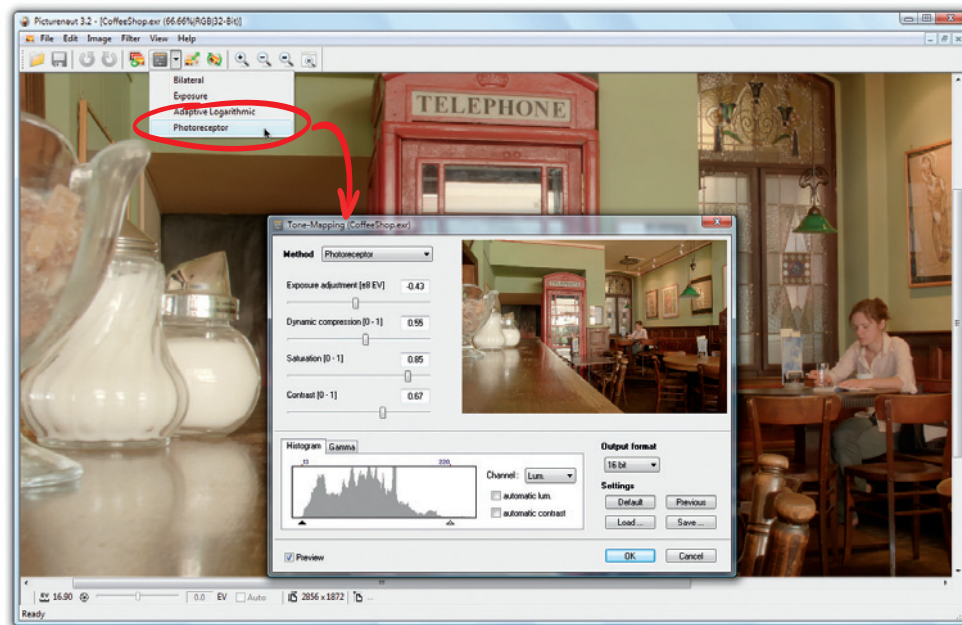 Picturenaut 3.2 - [CoffeeShop.exr (66.66%|RGB|32-Bit)]
File Edit Image Filter View Help
Bilateral
Exposure
Adaptive Logarithmic
Photoreceptor
TELEPHONE
Tone-Mapping (CoffeeShop.exr)
Method Photoreceptor
Exposure adjustment [±8 EV] -0.43
Dynamic compression [0 - 1] 0.55
Saturation [0 - 1] 0.85
Contrast [0 - 1] 0.67
TELEPHONE
Histogram Gamma
13 220
Channel: Lum.
automatic lum.
automatic contrast
Output format
16 bit
Settings
Default Previous
Load ... Save ...
Preview
OK Cancel
EV 16.90 0.0 EV Auto 2856 x 1872 ...
Ready